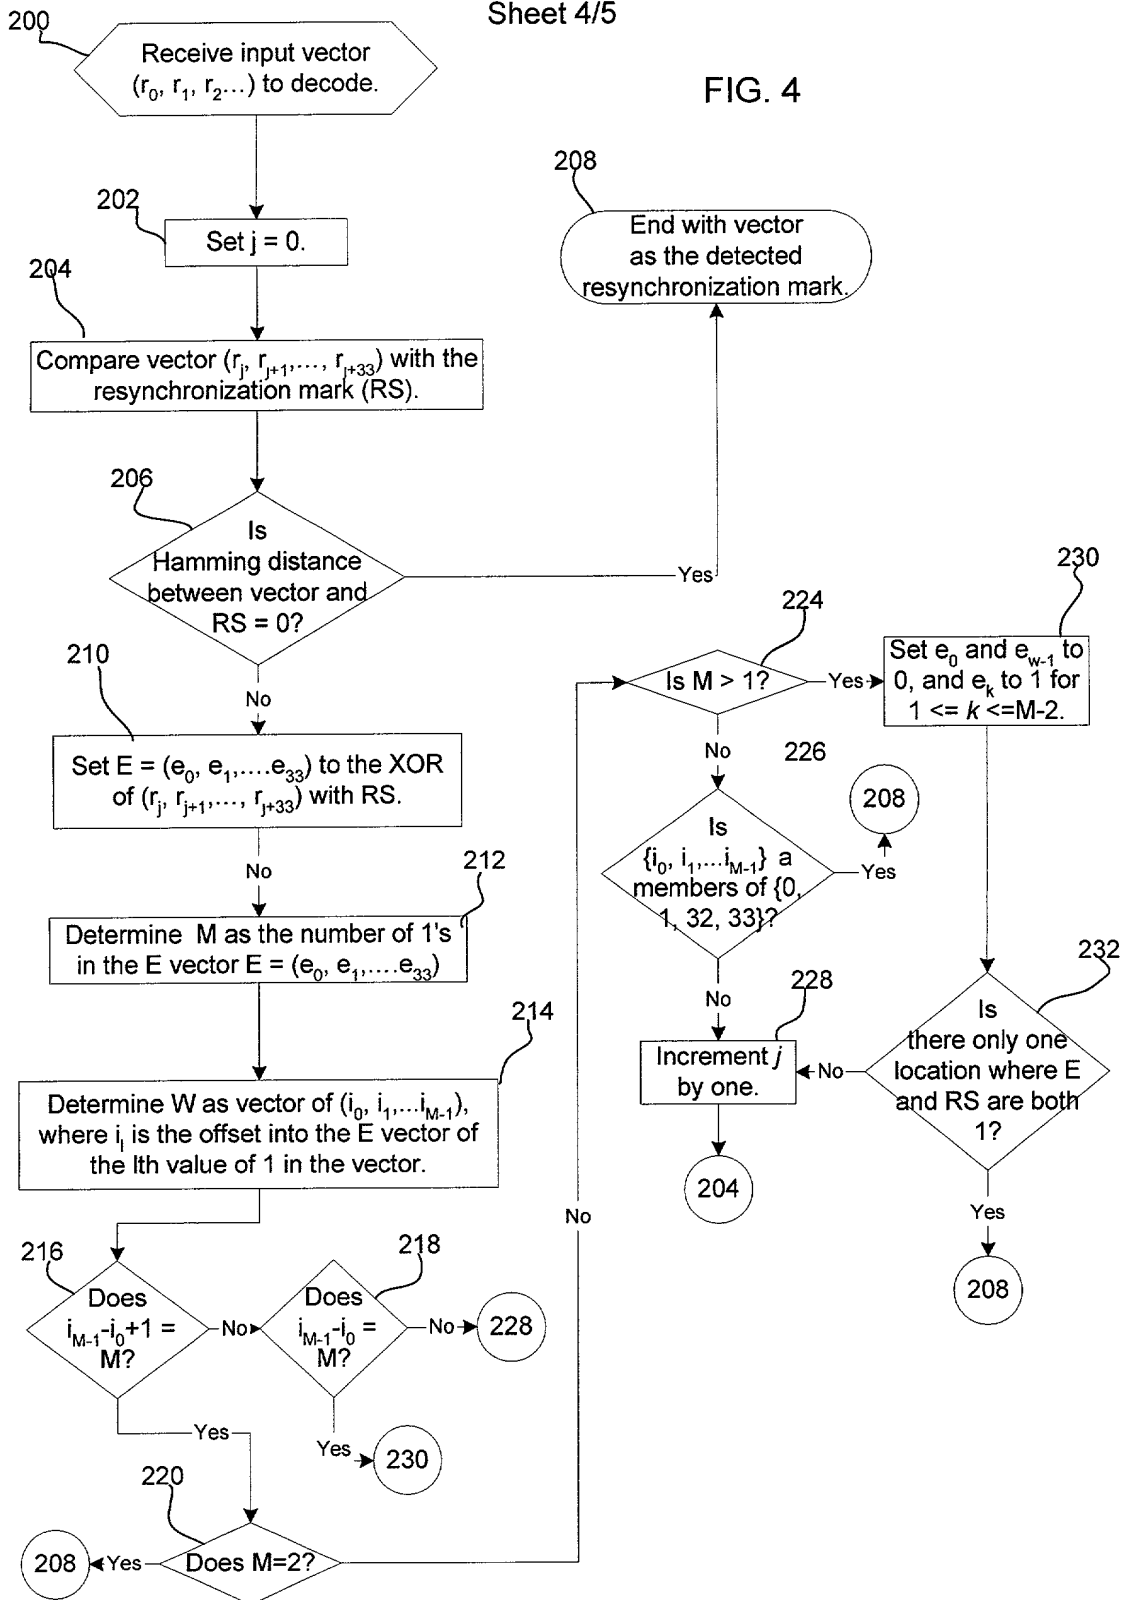 Sheet 4/5
FIG. 4
200
Receive input vector
(r0, r1, r2...) to decode.
202
Set j = 0.
204
Compare vector (rj, rj+1,..., rj+33) with the
resynchronization mark (RS).
206
Is
Hamming distance
between vector and
RS = 0?
Yes
208
End with vector
as the detected
resynchronization mark.
No
210
Set E = (e0, e1,....e33) to the XOR
of (rj, rj+1,..., rj+33) with RS.
No
212
Determine M as the number of 1's
in the E vector E = (e0, e1,....e33)
214
Determine W as vector of (i0, i1,...iM-1),
where il is the offset into the E vector of
the lth value of 1 in the vector.
216
Does
iM-1-i0+1 =
M?
No
218
Does
iM-1-i0 =
M?
No
228
Yes
230
Yes
220
Does M=2?
Yes
208
No
224
Is M > 1?
Yes
230
Set e0 and ew-1 to
0, and ek to 1 for
1 <= k <=M-2.
No
226
Is
{i0, i1,...iM-1} a
members of {0,
1, 32, 33}?
Yes
208
No
228
Increment j
by one.
204
232
Is
there only one
location where E
and RS are both
1?
No
Yes
208